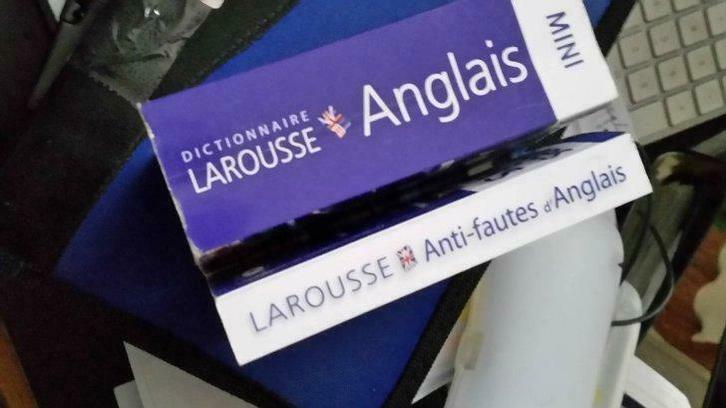 DICTIONNAIRE
LAROUSSE Anglais
MINI
LAROUSSE Anti-fautes d'Anglais